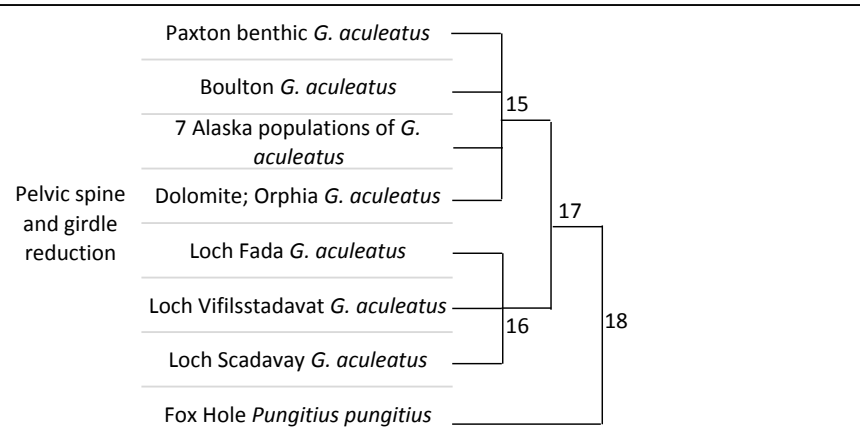 Paxton benthic G. aculeatus
Boulton G. aculeatus
15
7 Alaska populations of G.
aculeatus
Pelvic spine
and girdle
reduction
Dolomite; Orphia G. aculeatus
17
Loch Fada G. aculeatus
Loch Vifilsstadavat G. aculeatus
16
18
Loch Scadavay G. aculeatus
Fox Hole Pungitius pungitius